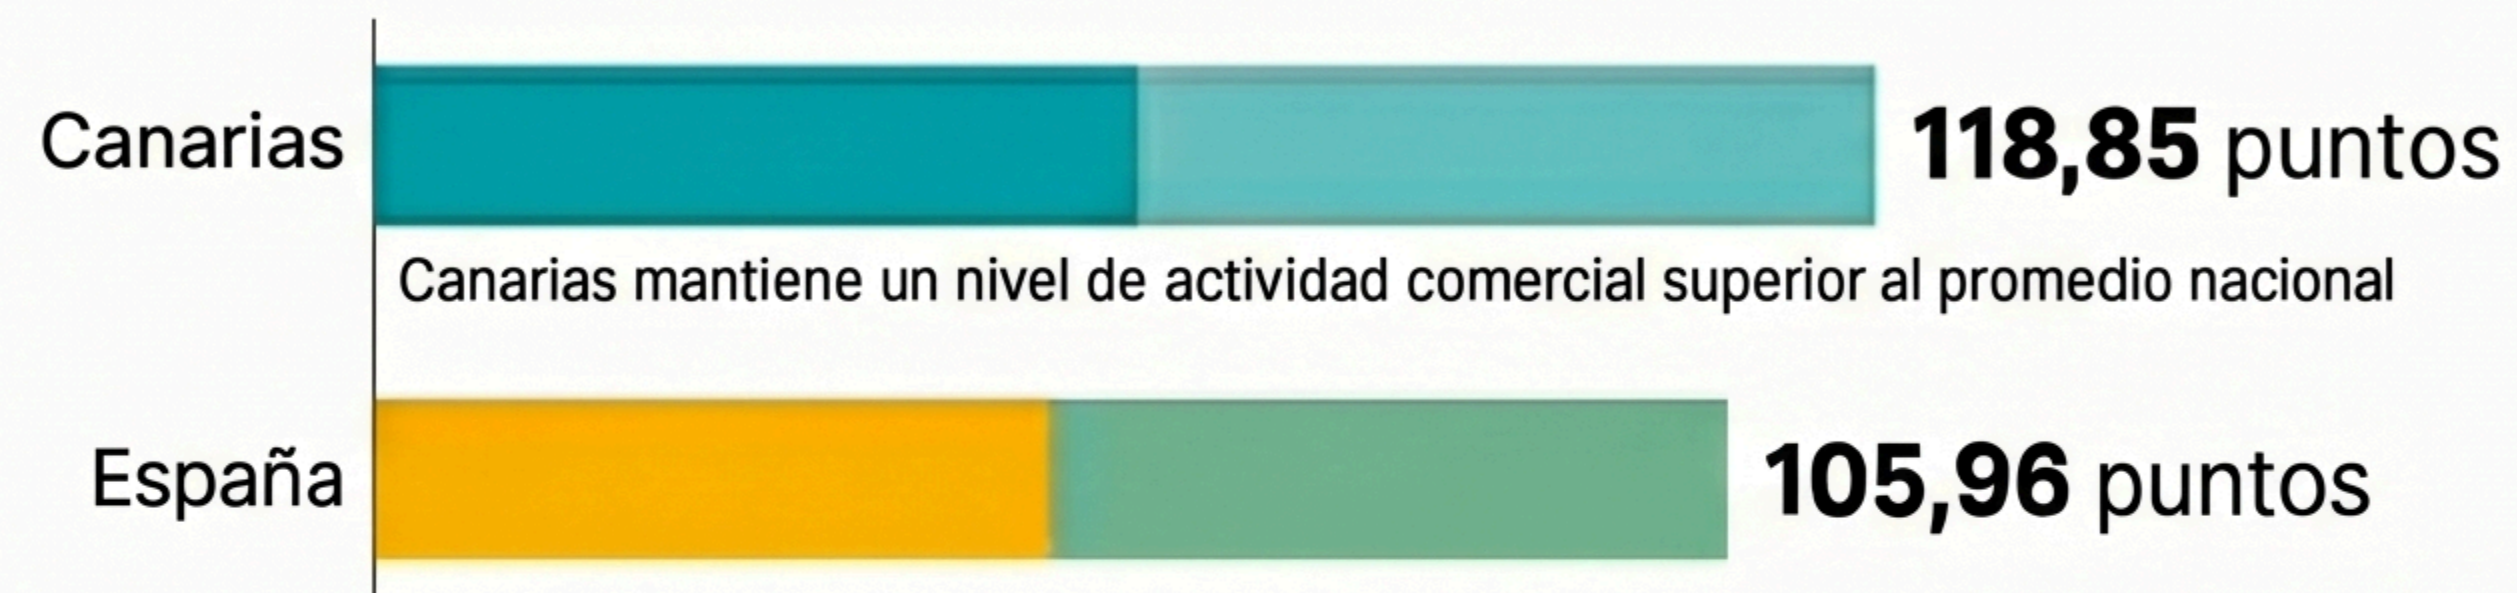 Canarias 118,85 puntos
Canarias mantiene un nivel de actividad comercial superior al promedio nacional
España 105,96 puntos